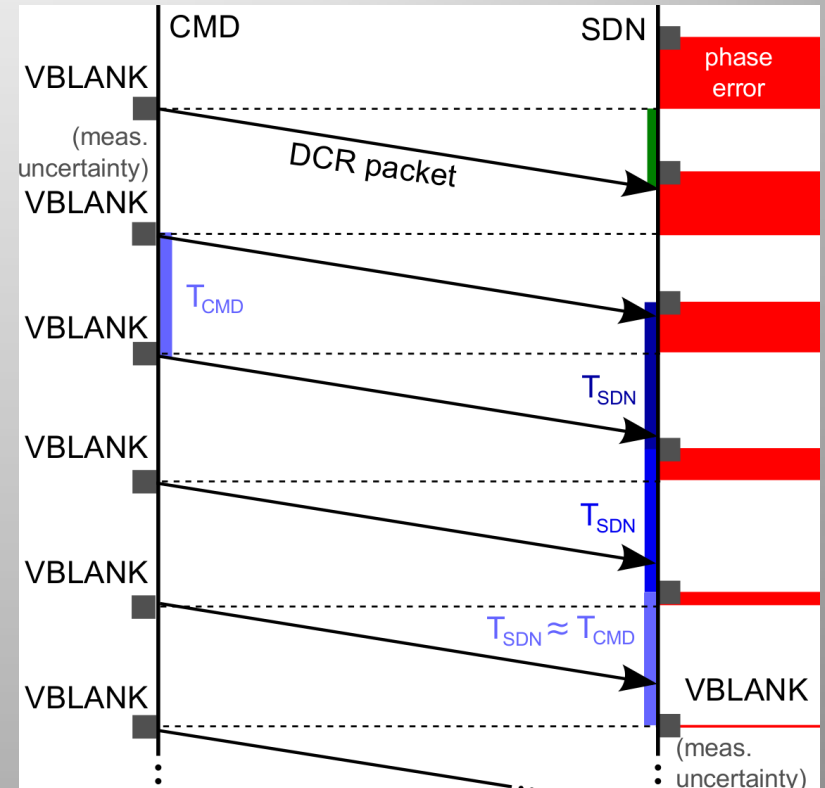 CMD
SDN
VBLANK
phase
error
(meas.
uncertainty)
DCR packet
VBLANK
TCMD
VBLANK
TSDN
VBLANK
TSDN
VBLANK
TSDN ≈ TCMD
VBLANK
VBLANK
(meas.
uncertainty)